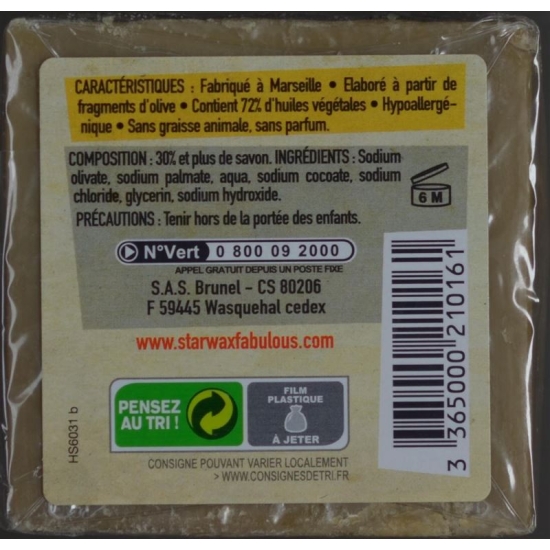 CARACTÉRISTIQUES : Fabriqué à Marseille • Elaboré à partir de
fragments d'olive • Contient 72% d'huiles végétales • Hypoallergé-
nique • Sans graisse animale, sans parfum.
COMPOSITION : 30% et plus de savon. INGRÉDIENTS : Sodium
olivate, sodium palmate, aqua, sodium cocoate, sodium
chloride, glycerin, sodium hydroxide.
6 M
PRÉCAUTIONS : Tenir hors de la portée des enfants.
N°Vert 0 800 09 2000
APPEL GRATUIT DEPUIS UN POSTE FIXE
S.A.S. Brunel - CS 80206
F 59445 Wasquehal cedex
www.starwaxfabulous.com
PENSEZ
AU TRI !
FILM
PLASTIQUE
À JETER
CONSIGNE POUVANT VARIER LOCALEMENT
> WWW.CONSIGNESDETRI.FR
HS6031 b
3 365000 210161